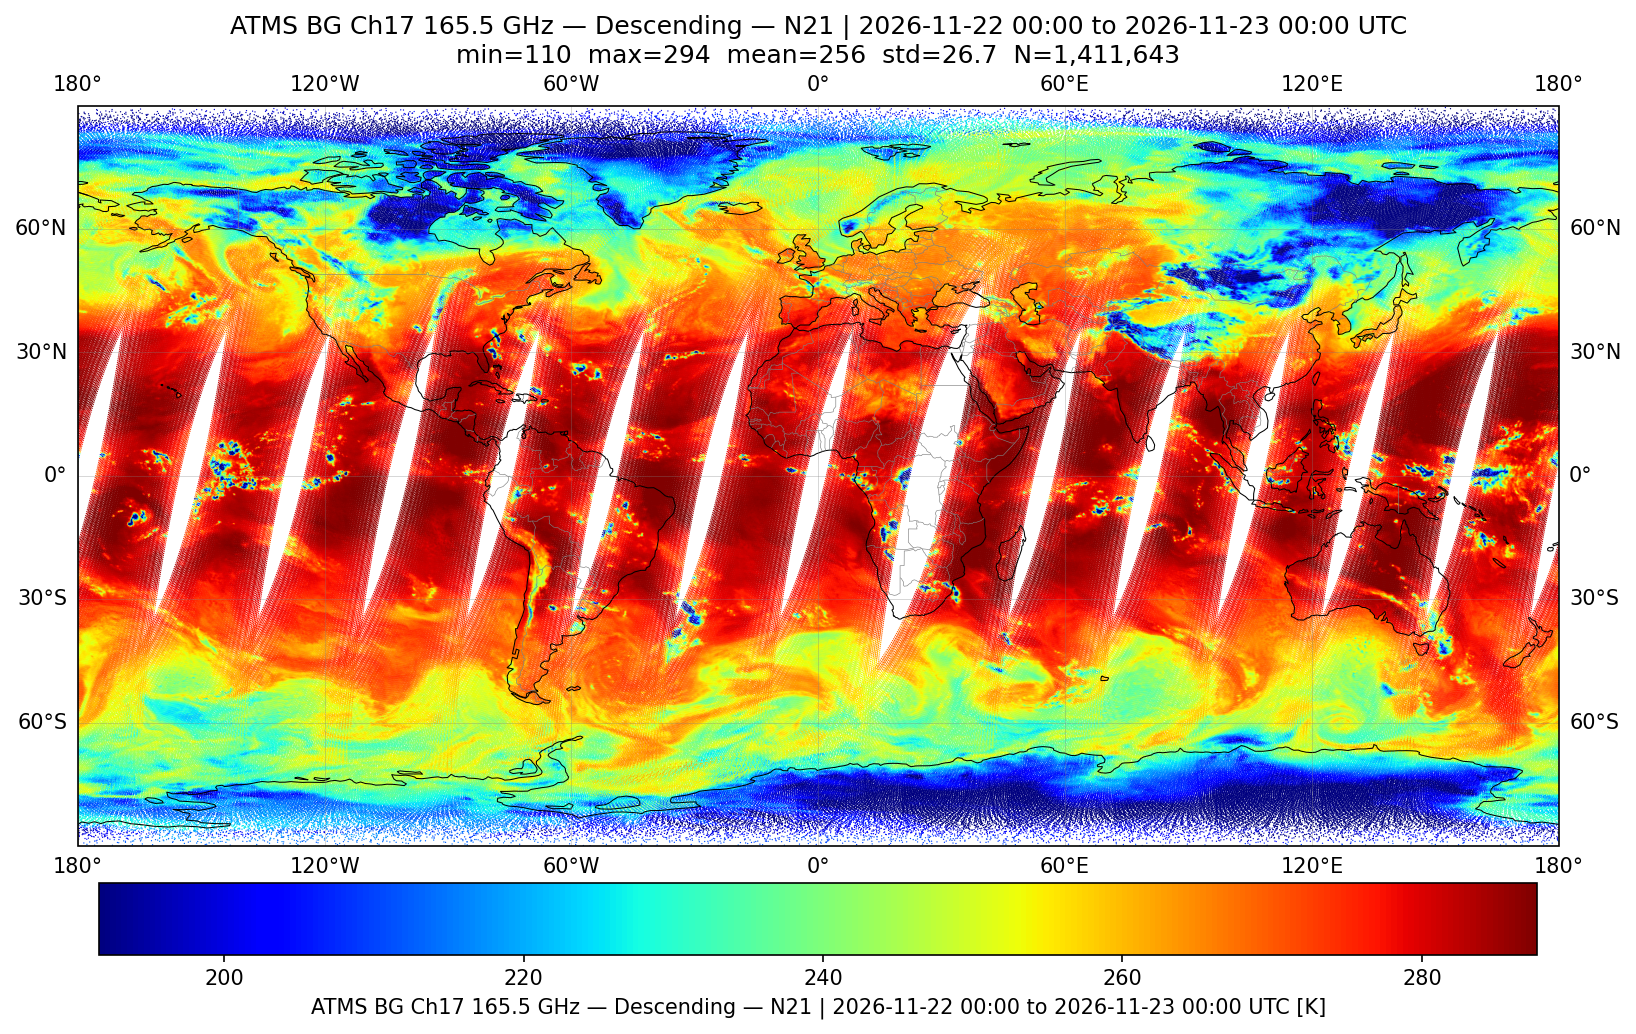 ATMS BG Ch17 165.5 GHz — Descending — N21 | 2026-11-22 00:00 to 2026-11-23 00:00 UTC
min=110 max=294 mean=256 std=26.7 N=1,411,643
180° 120°W 60°W 0° 60°E 120°E 180°
60°N 60°N
30°N 30°N
0° 0°
30°S 30°S
60°S 60°S
180° 120°W 60°W 0° 60°E 120°E 180°
200 220 240 260 280
ATMS BG Ch17 165.5 GHz — Descending — N21 | 2026-11-22 00:00 to 2026-11-23 00:00 UTC [K]